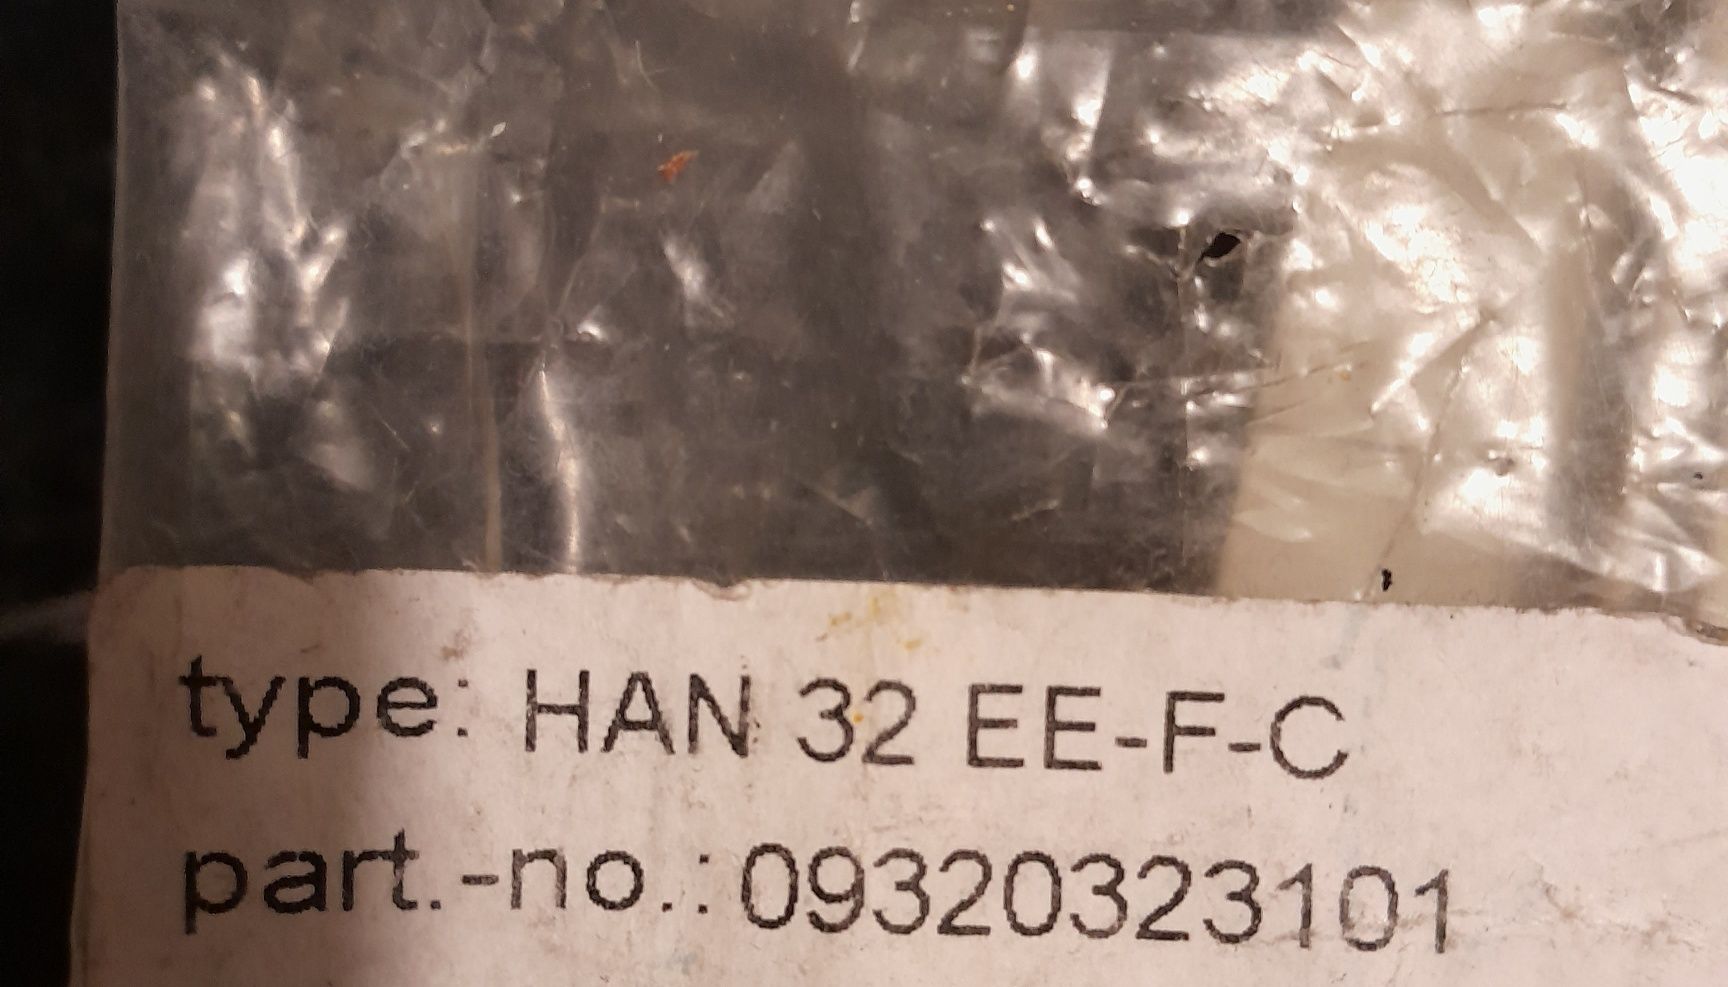 type: HAN 32 EE-F-C
part.-no.: 09320323101